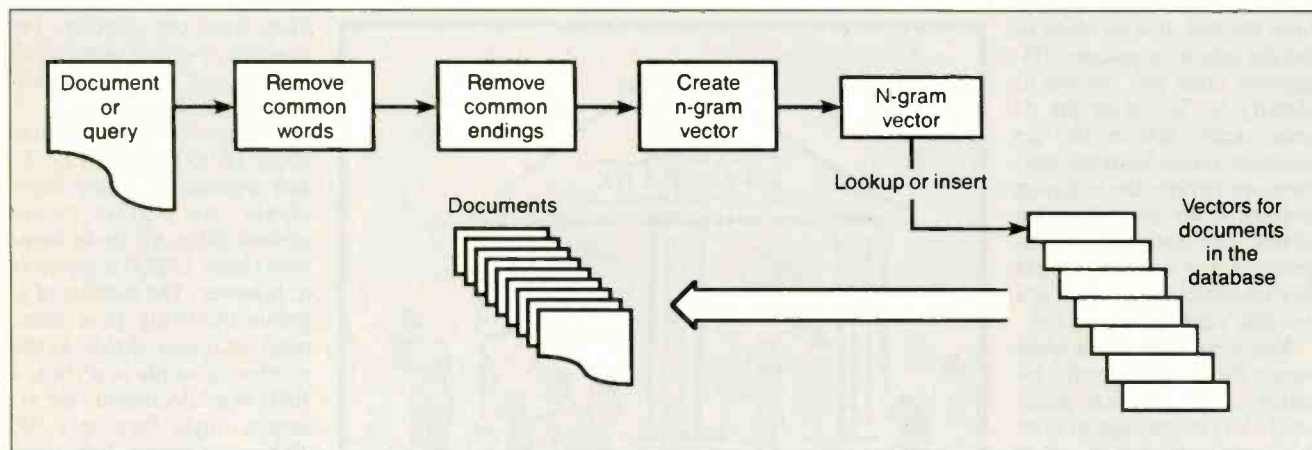 Document
or
query
Remove
common
words
Remove
common
endings
Create
n-gram
vector
N-gram
vector
Lookup or insert
Documents
Vectors for
documents
in the
database